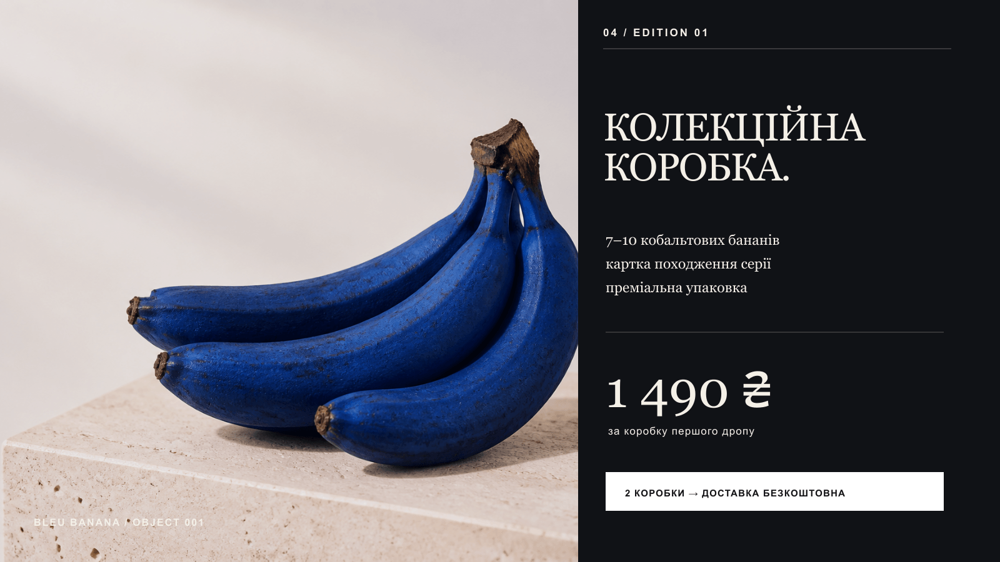 04 / EDITION 01
КОЛЕКЦІЙНА
КОРОБКА.
7–10 кобальтових бананів
картка походження серії
преміальна упаковка
1 490 ₴
за коробку першого дропу
2 КОРОБКИ → ДОСТАВКА БЕЗКОШТОВНА
BLEU BANANA / OBJECT 001